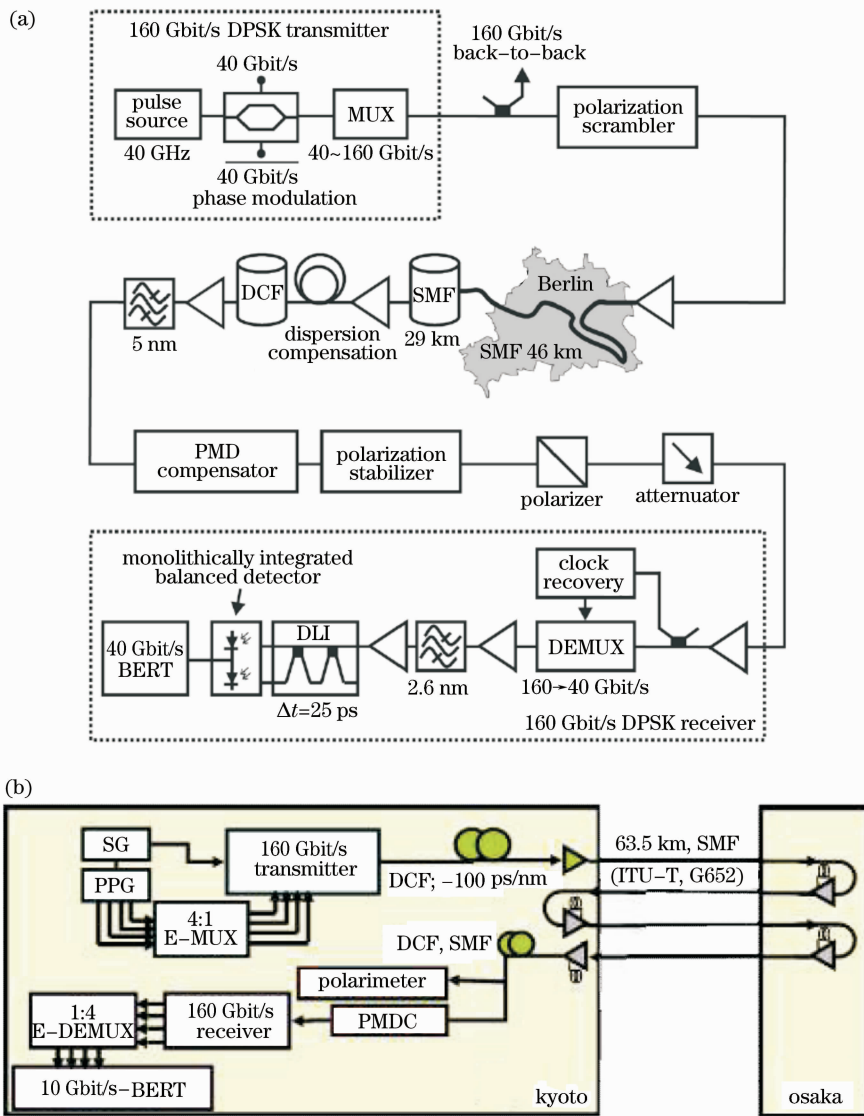 (a)
160 Gbit/s DPSK transmitter
160 Gbit/s
back-to-back
40 Gbit/s
pulse
source
MUX
polarization
scrambler
40 GHz
40~160 Gbit/s
40 Gbit/s
phase modulation
DCF
SMF
Berlin
5 nm
dispersion
compensation
29 km
SMF 46 km
PMD
compensator
polarization
stabilizer
polarizer
atternuator
monolithically integrated
balanced detector
clock
recovery
40 Gbit/s
BERT
DLI
DEMUX
Δt=25 ps
2.6 nm
160→40 Gbit/s
160 Gbit/s DPSK receiver
(b)
SG
PPG
160 Gbit/s
transmitter
4:1
E-MUX
DCF; -100 ps/nm
63.5 km, SMF
(ITU-T, G652)
DCF, SMF
polarimeter
1:4
E-DEMUX
160 Gbit/s
receiver
PMDC
10 Gbit/s-BERT
kyoto
osaka